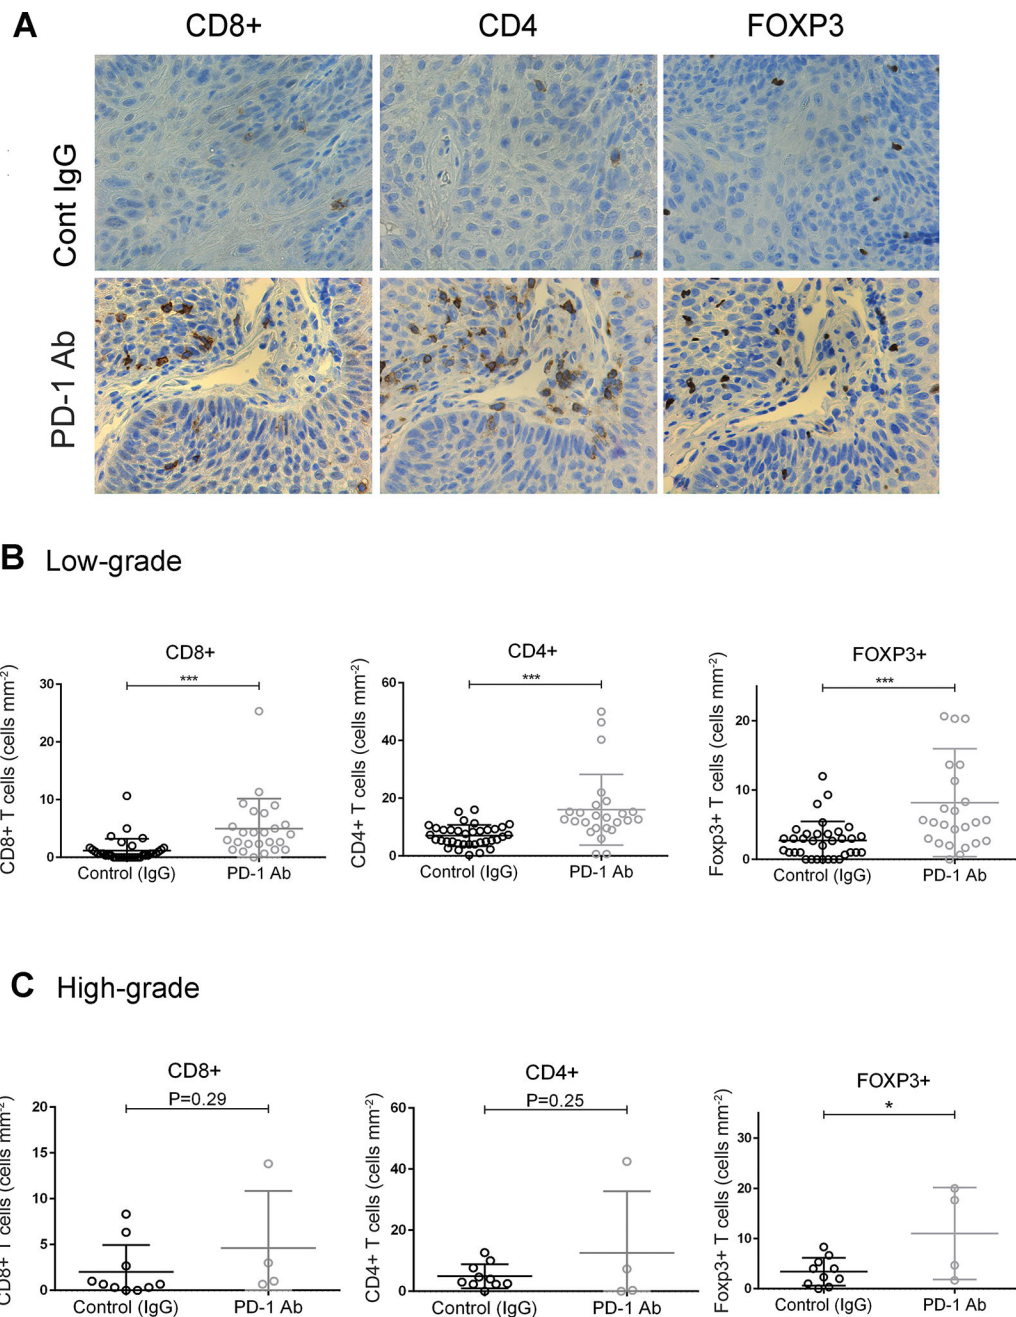 A
CD8+ CD4 FOXP3
Cont IgG
PD-1 Ab
B Low-grade
CD8+
***
CD8+ T cells (cells mm-2)
30
20
10
0
Control (IgG) PD-1 Ab
CD4+
***
CD4+ T cells (cells mm-2)
60
40
20
0
Control (IgG) PD-1 Ab
FOXP3+
***
Foxp3+ T cells (cells mm-2)
20
10
0
Control (IgG) PD-1 Ab
C High-grade
CD8+
P=0.29
CD8+ T cells (cells mm-2)
20
15
10
5
0
Control (IgG) PD-1 Ab
CD4+
P=0.25
CD4+ T cells (cells mm-2)
60
40
20
0
Control (IgG) PD-1 Ab
FOXP3+
*
Foxp3+ T cells (cells mm-2)
30
20
10
0
Control (IgG) PD-1 Ab